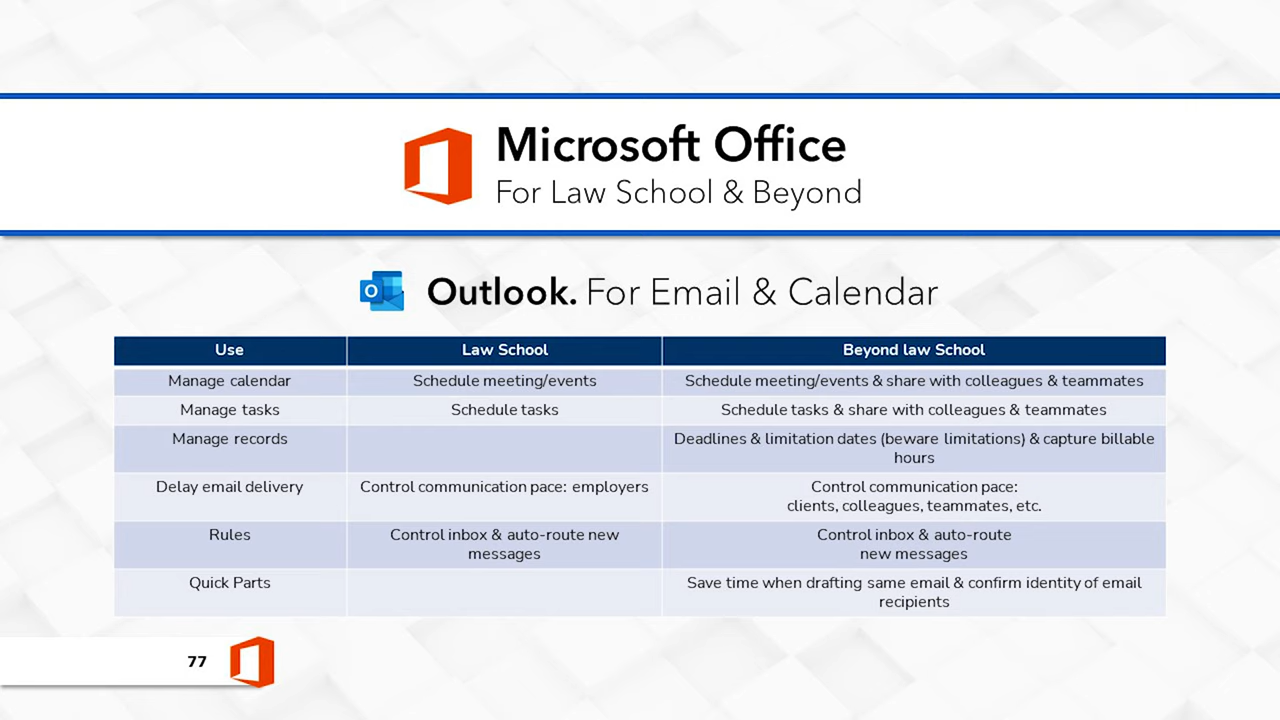 Microsoft Office
For Law School & Beyond
O
Outlook. For Email & Calendar
Use Law School Beyond law School
Manage calendar Schedule meeting/events Schedule meeting/events & share with colleagues & teammates
Manage tasks Schedule tasks Schedule tasks & share with colleagues & teammates
Manage records Deadlines & limitation dates (beware limitations) & capture billable
hours
Delay email delivery Control communication pace: employers Control communication pace:
clients, colleagues, teammates, etc.
Rules Control inbox & auto-route new Control inbox & auto-route
messages new messages
Quick Parts Save time when drafting same email & confirm identity of email
recipients
77